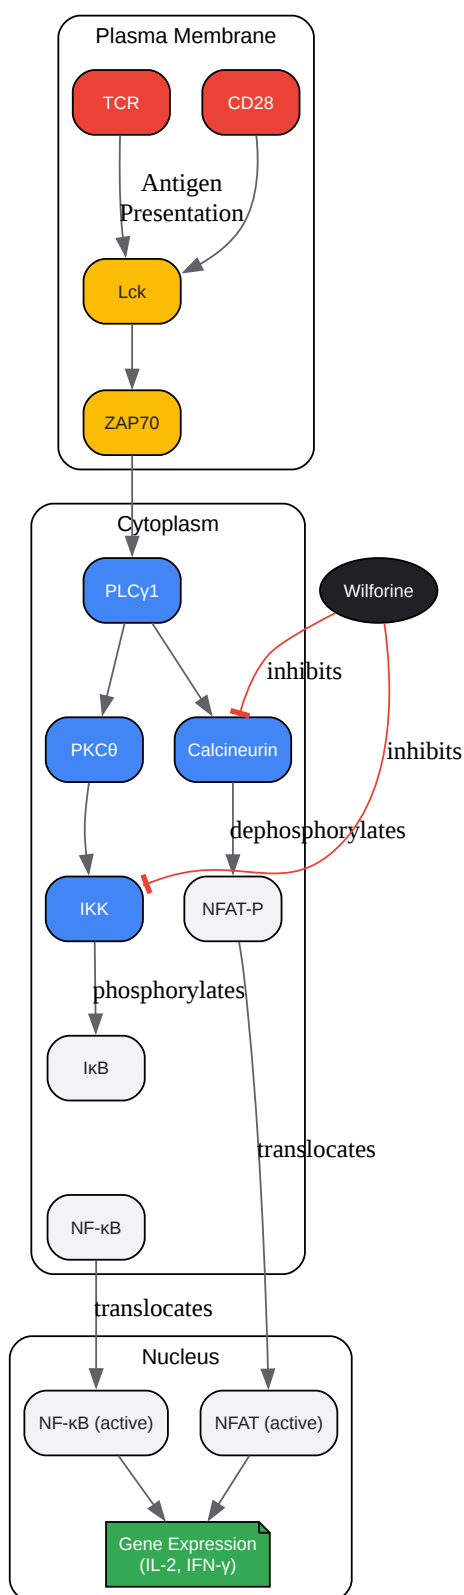 Plasma Membrane
TCR
CD28
Antigen
Presentation
Lck
ZAP70
Cytoplasm
PLCγ1
Wilforine
inhibits
PKCθ
Calcineurin
inhibits
dephosphorylates
IKK
NFAT-P
phosphorylates
IκB
translocates
NF-κB
translocates
Nucleus
NF-κB (active)
NFAT (active)
Gene Expression
(IL-2, IFN-γ)